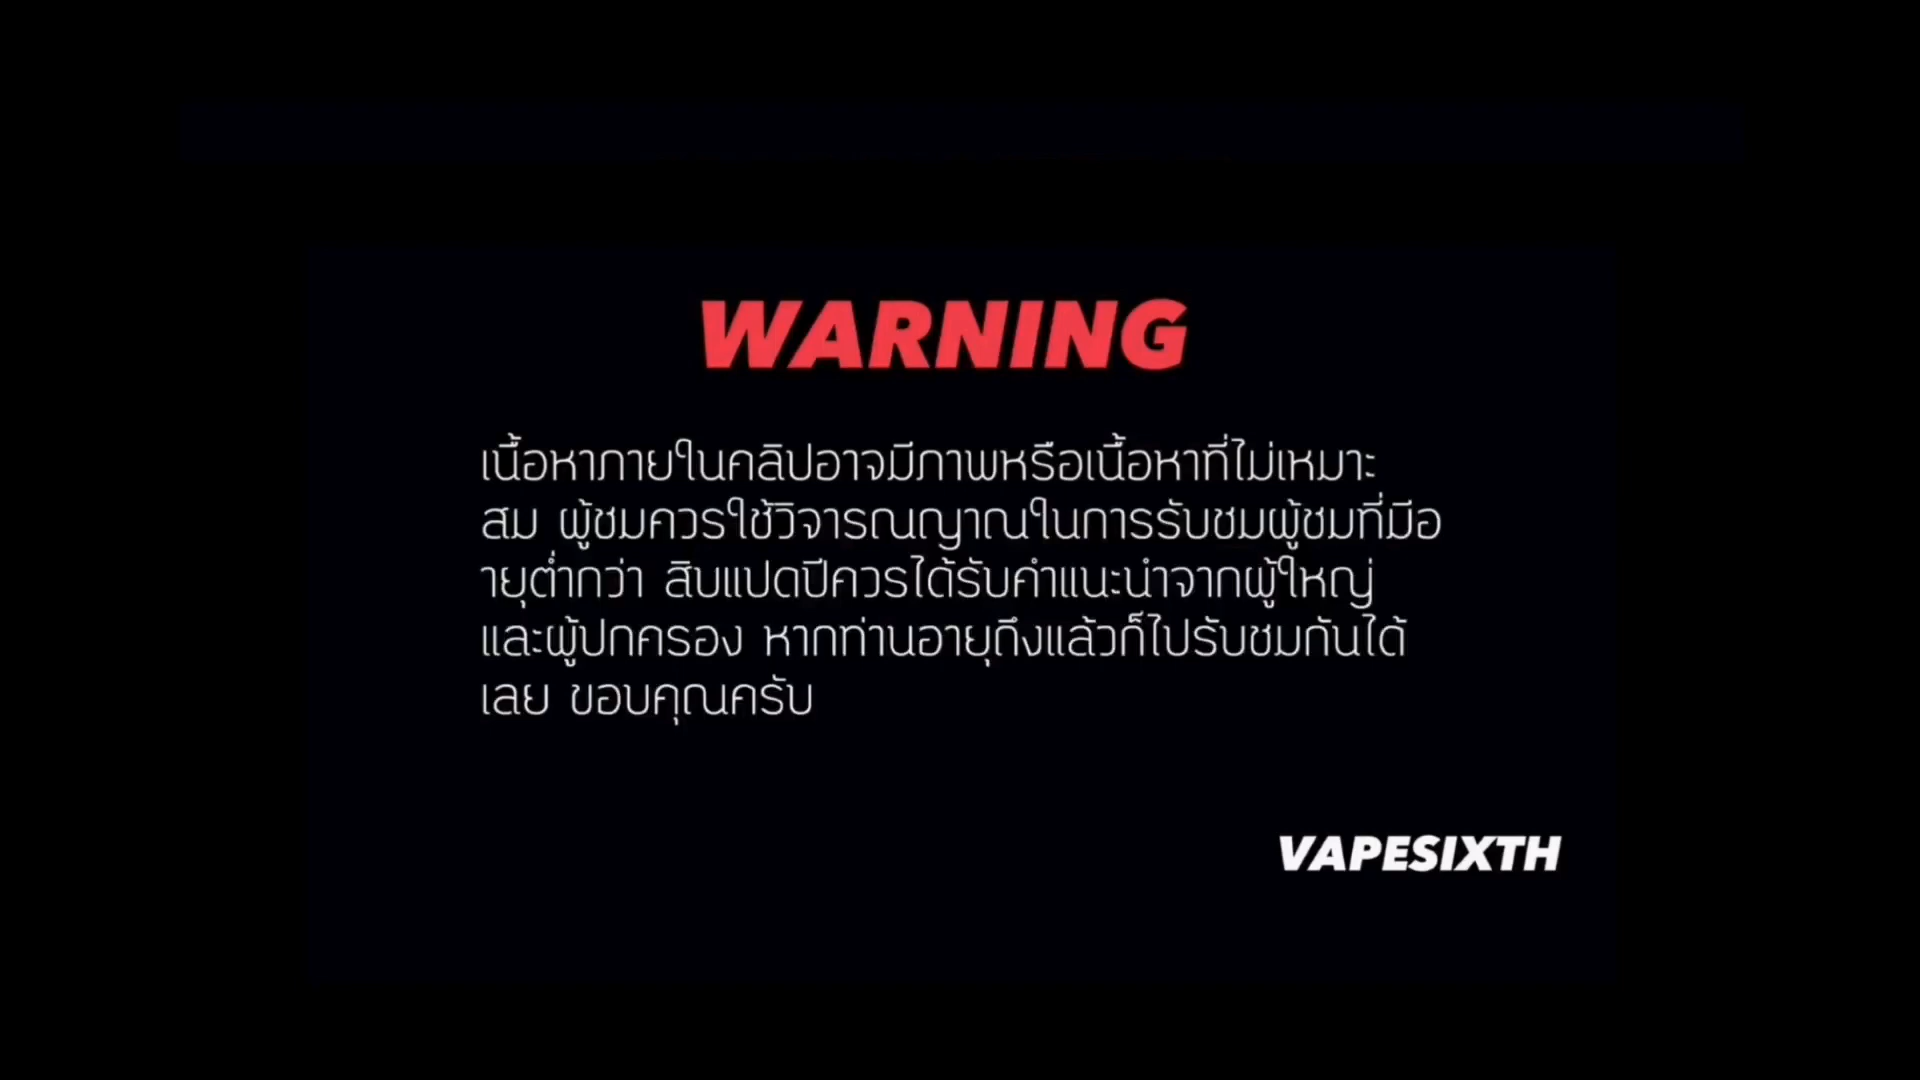 WARNING
เนื้อหาภายในคลิปอาจมีภาพหรือเนื้อหาที่ไม่เหมาะ
สม ผู้ชมควรใช้วิจารณญาณในการรับชมผู้ชมที่มีอ
ายุต่ำกว่า สิบแปดปีควรได้รับคำแนะนำจากผู้ใหญ่
และผู้ปกครอง หากท่านอายุถึงแล้วก็ไปรับชมกันได้
เลย ขอบคุณครับ
VAPESIXTH